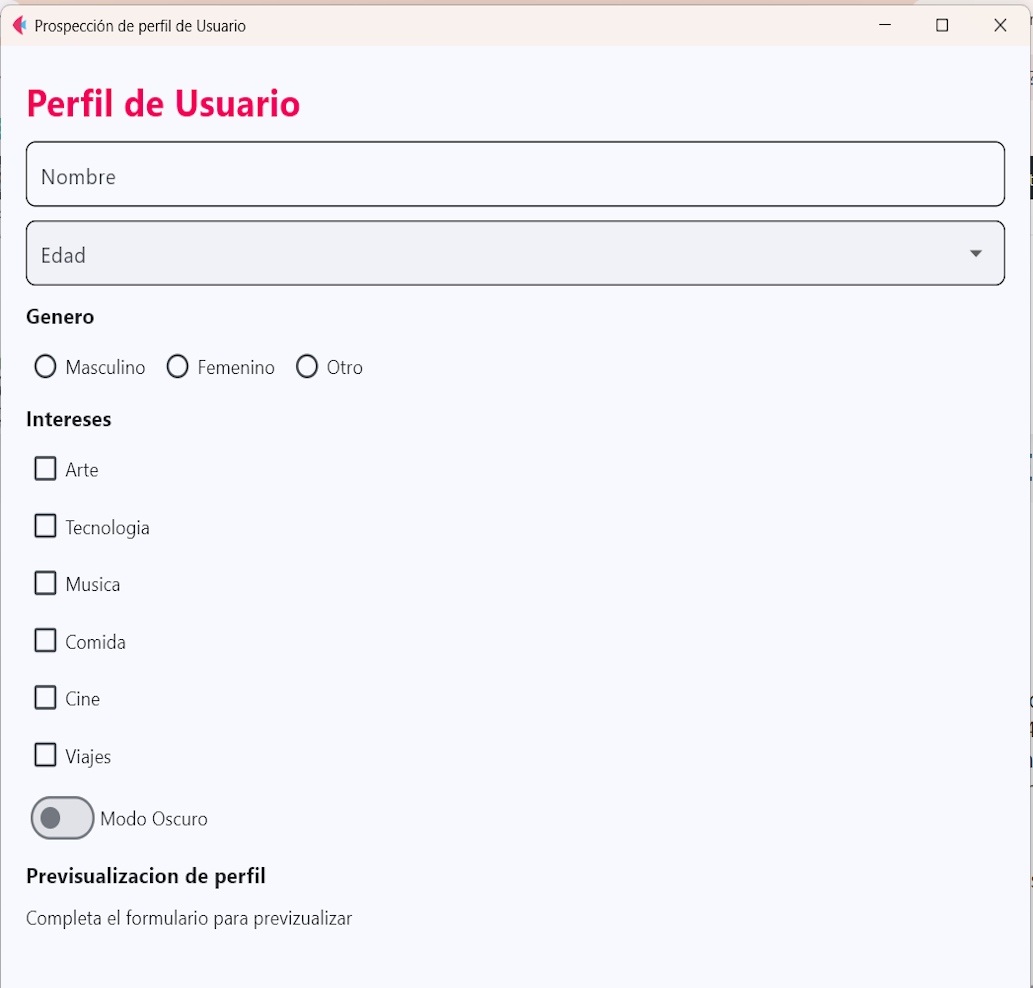 Prospección de perfil de Usuario
Perfil de Usuario
Nombre
Edad
Genero
Masculino Femenino Otro
Intereses
Arte
Tecnologia
Musica
Comida
Cine
Viajes
Modo Oscuro
Previsualizacion de perfil
Completa el formulario para previzualizar